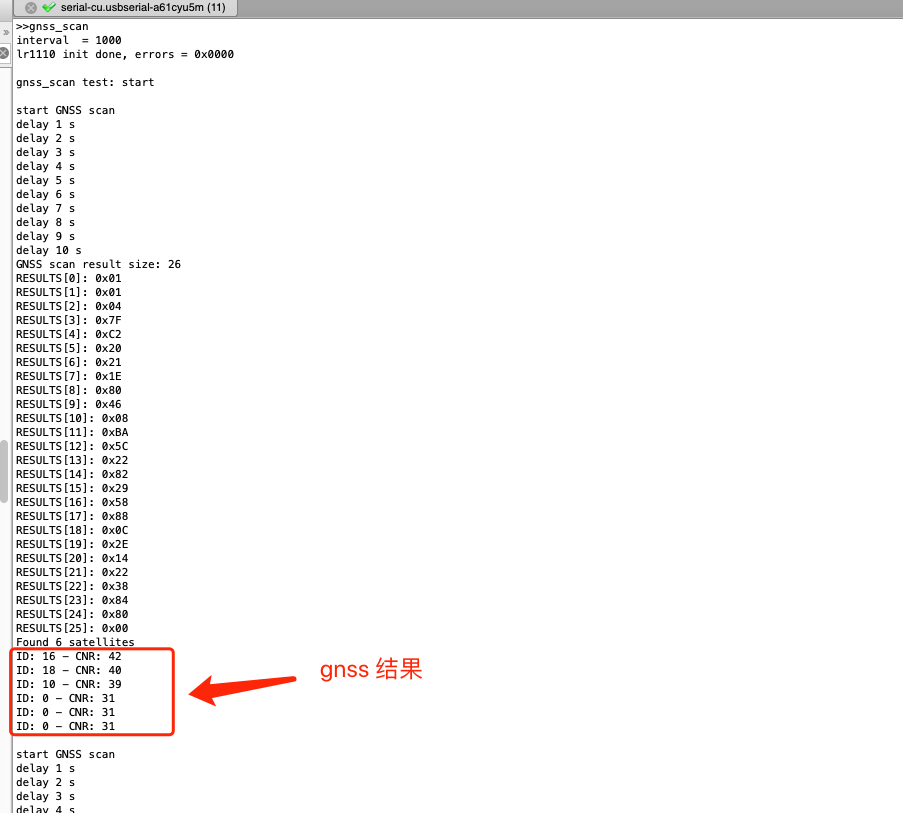 serial-cu.usbserial-a61cyu5m (11)
>>gnss_scan
interval  = 1000
lr1110 init done, errors = 0x0000
gnss_scan test: start
start GNSS scan
delay 1 s
delay 2 s
delay 3 s
delay 4 s
delay 5 s
delay 6 s
delay 7 s
delay 8 s
delay 9 s
delay 10 s
GNSS scan result size: 26
RESULTS[0]: 0x01
RESULTS[1]: 0x01
RESULTS[2]: 0x04
RESULTS[3]: 0x7F
RESULTS[4]: 0xC2
RESULTS[5]: 0x20
RESULTS[6]: 0x21
RESULTS[7]: 0x1E
RESULTS[8]: 0x80
RESULTS[9]: 0x46
RESULTS[10]: 0x08
RESULTS[11]: 0xBA
RESULTS[12]: 0x5C
RESULTS[13]: 0x22
RESULTS[14]: 0x82
RESULTS[15]: 0x29
RESULTS[16]: 0x58
RESULTS[17]: 0x88
RESULTS[18]: 0x0C
RESULTS[19]: 0x2E
RESULTS[20]: 0x14
RESULTS[21]: 0x22
RESULTS[22]: 0x38
RESULTS[23]: 0x84
RESULTS[24]: 0x80
RESULTS[25]: 0x00
Found 6 satellites
ID: 16 - CNR: 42
ID: 18 - CNR: 40
ID: 10 - CNR: 39
ID: 0 - CNR: 31
ID: 0 - CNR: 31
ID: 0 - CNR: 31
gnss 结果
start GNSS scan
delay 1 s
delay 2 s
delay 3 s
delay 4 s